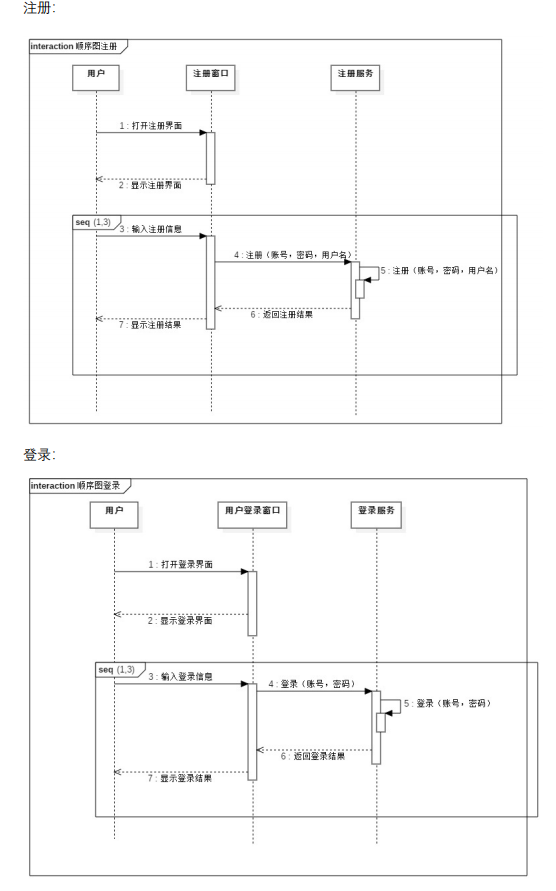 注册:
interaction 顺序图注册
用户 注册窗口 注册服务
1 : 打开注册界面
2 : 显示注册界面
seq (1,3)
3 : 输入注册信息
4 : 注册（账号，密码，用户名）
5 : 注册（账号，密码，用户名）
6 : 返回注册结果
7 : 显示注册结果
登录:
interaction 顺序图登录
用户 用户登录窗口 登录服务
1 : 打开登录界面
2 : 显示登录界面
seq (1,3)
3 : 输入登录信息
4 : 登录（账号，密码）
5 : 登录（账号，密码）
6 : 返回登录结果
7 : 显示登录结果